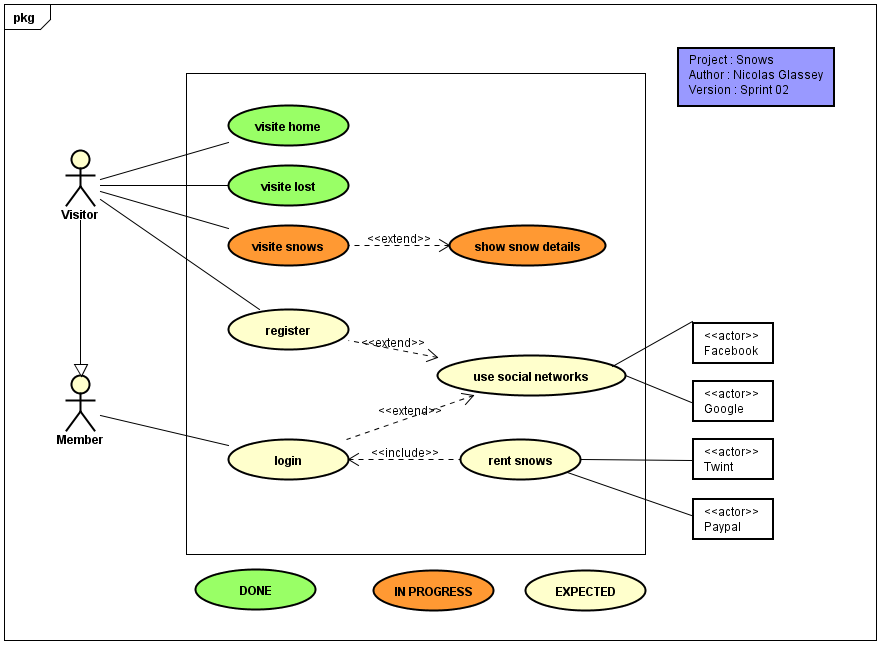 pkg
Project : Snows
Author : Nicolas Glassey
Version : Sprint 02
visite home
visite lost
Visitor
visite snows
<<extend>>
show snow details
register
<<extend>>
use social networks
<<actor>>
Facebook
<<actor>>
Google
Member
<<extend>>
login
<<include>>
rent snows
<<actor>>
Twint
<<actor>>
Paypal
DONE
IN PROGRESS
EXPECTED